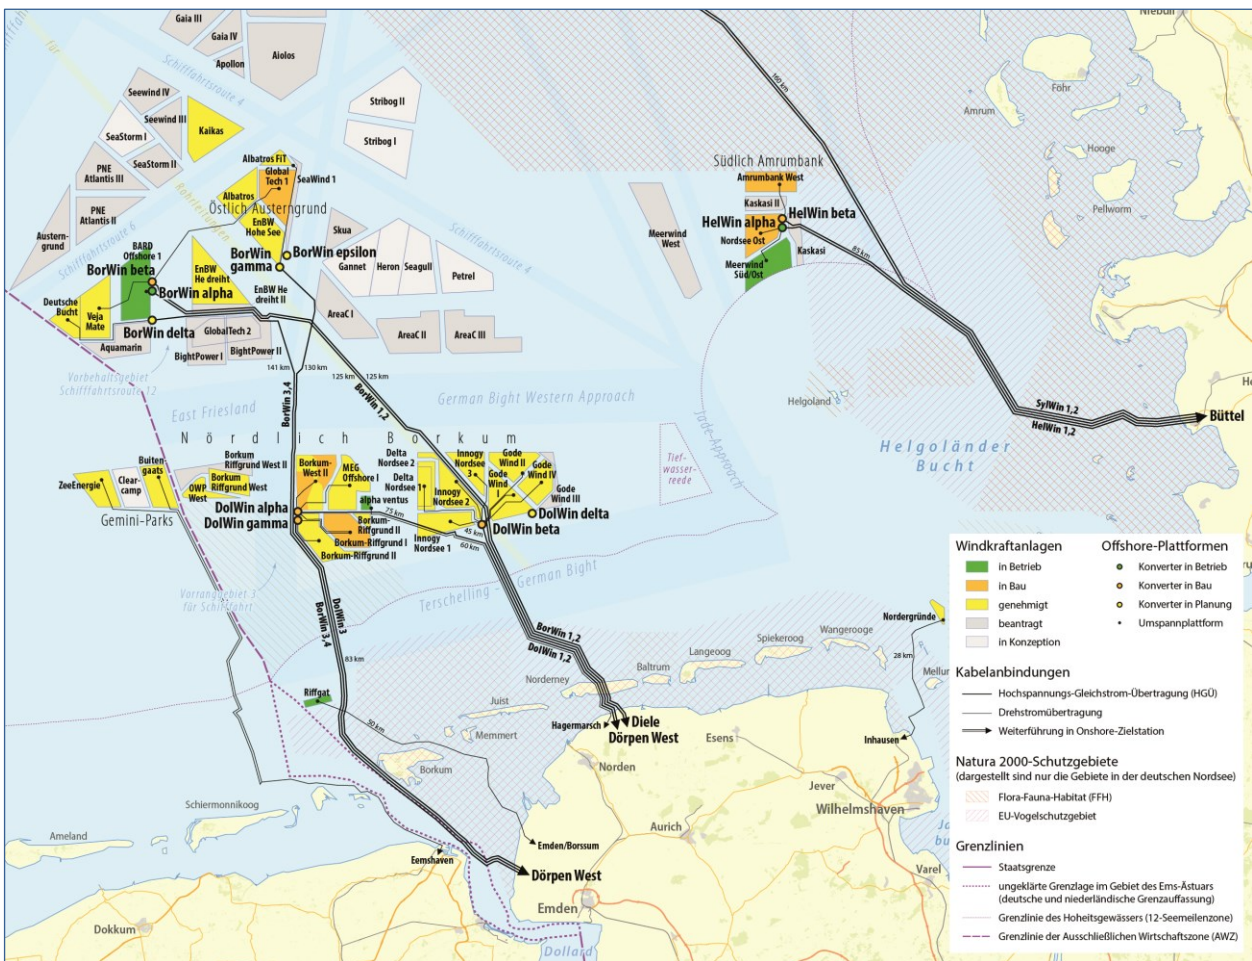 Gaia III
Gaia IV
Apollon
Aiolos
Schifffahrtsroute 4
für
Seewind IV
Seewind III
SeaStorm I
SeaStorm II
Kaikas
PNE
Atlantis III
PNE
Atlantis II
Austern-
grund
Schifffahrtsroute 6
Rohrleitungen
Stribog II
Stribog I
Albatros FiT
Global
Tech 1
SeaWind 1
Albatros
Östlich Austerngrund
EnBW
Hohe See
Skua
BorWin epsilon
BorWin
gamma
Gannet
Heron
Seagull
Petrel
Schifffahrtsroute 4
BARD
Offshore 1
BorWin beta
BorWin alpha
EnBW
He dreiht
EnBW He
dreiht II
Deutsche
Bucht
Veja
Mate
BorWin delta
Aquamarin
GlobalTech 2
BightPower I
BightPower II
AreaC I
AreaC II
AreaC III
Vorbehaltsgebiet
Schifffahrtsroute 12
141 km
130 km
125 km
125 km
BorWin 3,4
BorWin 1,2
East Friesland
German Bight Western Approach
Jade-Approach
Südlich Amrumbank
Amrumbank West
Kaskasi II
HelWin beta
HelWin alpha
Nordsee Ost
Kaskasi
Meerwind
Süd/Ost
Meerwind
West
160 km
85 km
Niebüll
Föhr
Amrum
Hooge
Pellworm
Helgoland
Helgoländer
Bucht
SylWin 1,2
HelWin 1,2
Büttel
Tief-
wasser-
reede
Nördlich Borkum
Borkum
Riffgrund West II
Buiten-
gaats
ZeeEnergie
Clear-
camp
OWP
West
Borkum
Riffgrund West
Gemini-Parks
Borkum-
West II
MEG
Offshore I
alpha ventus
Delta
Nordsee 2
Delta
Nordsee 1
Innogy
Nordsee
3
Innogy
Nordsee 2
Gode
Wind II
Gode
Wind IV
Gode
Wind
I
Gode
Wind III
DolWin alpha
DolWin gamma
75 km
Borkum-
Riffgrund II
Borkum-Riffgrund I
Borkum-Riffgrund II
Innogy
Nordsee 1
45 km
60 km
DolWin delta
DolWin beta
Vorranggebiet 3
für Schifffahrt
Terschelling – German Bight
DolWin 3
BorWin 3,4
83 km
BorWin 1,2
DolWin 1,2
Riffgat
50 km
Nordergründe
28 km
Mellum
Inhausen
Wangerooge
Spiekeroog
Langeoog
Baltrum
Norderney
Juist
Memmert
Borkum
Schiermonnikoog
Ameland
Hagermarsch
Diele
Dörpen West
Norden
Esens
Jever
Wilhelmshaven
Aurich
Varel
Emden/Borssum
Eemshaven
Dörpen West
Emden
Dokkum
Dollard
Windkraftanlagen
in Betrieb
in Bau
genehmigt
beantragt
in Konzeption
Offshore-Plattformen
Konverter in Betrieb
Konverter in Bau
Konverter in Planung
Umspannplattform
Kabelanbindungen
Hochspannungs-Gleichstrom-Übertragung (HGÜ)
Drehstromübertragung
Weiterführung in Onshore-Zielstation
Natura 2000-Schutzgebiete
(dargestellt sind nur die Gebiete in der deutschen Nordsee)
Flora-Fauna-Habitat (FFH)
EU-Vogelschutzgebiet
Grenzlinien
Staatsgrenze
ungeklärte Grenzlage im Gebiet des Ems-Ästuars
(deutsche und niederländische Grenzauffassung)
Grenzlinie des Hoheitsgewässers (12-Seemeilenzone)
Grenzlinie der Ausschließlichen Wirtschaftszone (AWZ)